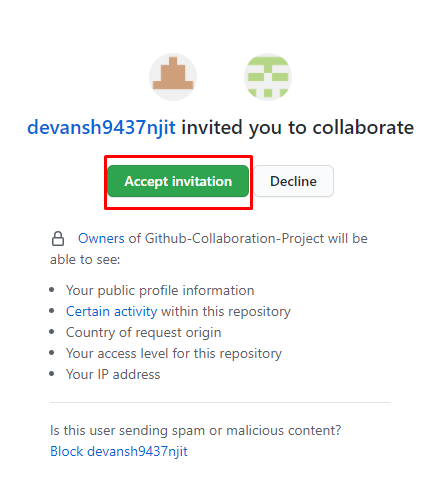 devansh9437njit invited you to collaborate
Accept invitation Decline
Owners of Github-Collaboration-Project will be
able to see:
Your public profile information
Certain activity within this repository
Country of request origin
Your access level for this repository
Your IP address
Is this user sending spam or malicious content?
Block devansh9437njit